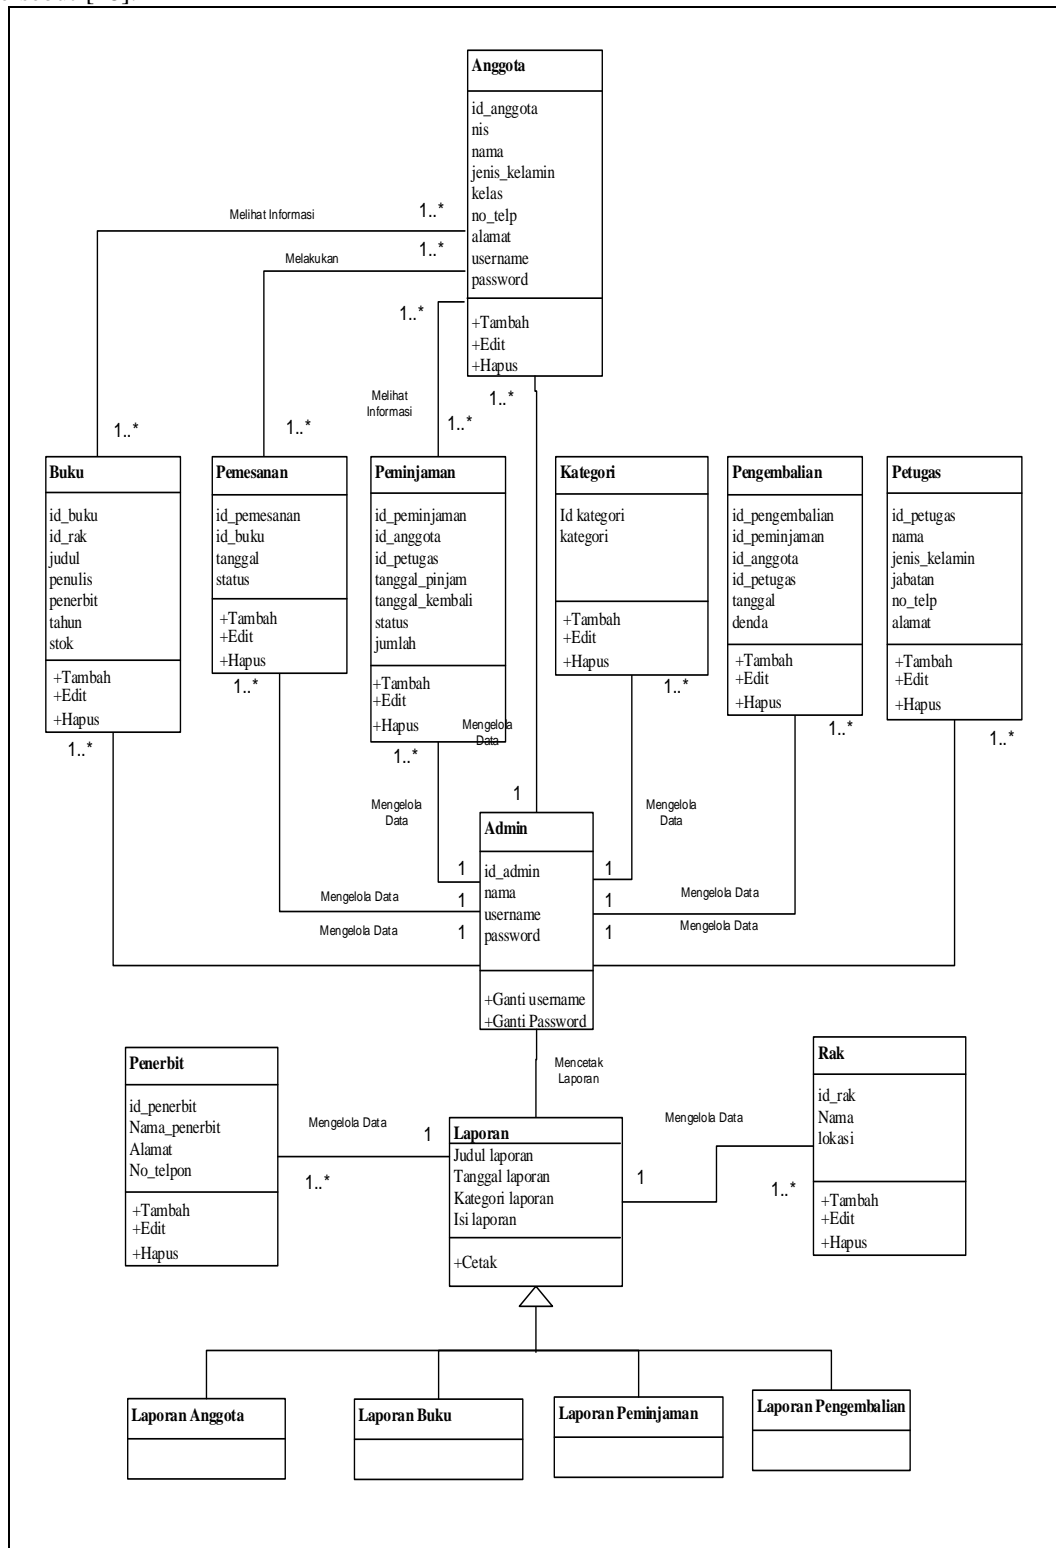 Anggota
id_anggota
nis
nama
jenis_kelamin
kelas
no_telp
alamat
username
password
+Tambah
+Edit
+Hapus
Melihat Informasi
1..*
1..*
Melakukan
1..*
Melihat
Informasi
1..*
1..*
1..*
1..*
Buku
id_buku
id_rak
judul
penulis
penerbit
tahun
stok
+Tambah
+Edit
+Hapus
1..*
Pemesanan
id_pemesanan
id_buku
tanggal
status
+Tambah
+Edit
+Hapus
1..*
Peminjaman
id_peminjaman
id_anggota
id_petugas
tanggal_pinjam
tanggal_kembali
status
jumlah
+Tambah
+Edit
+Hapus
1..*
Mengelola
Data
Kategori
Id kategori
kategori
+Tambah
+Edit
+Hapus
1..*
Pengembalian
id_pengembalian
id_peminjaman
id_anggota
id_petugas
tanggal
denda
+Tambah
+Edit
+Hapus
1..*
Petugas
id_petugas
nama
jenis_kelamin
jabatan
no_telp
alamat
+Tambah
+Edit
+Hapus
1..*
Mengelola
Data
1
Mengelola
Data
Admin
id_admin
nama
username
password
+Ganti username
+Ganti Password
1
1
1
1
1
1
Mengelola Data
Mengelola Data
Mengelola Data
Mengelola Data
Mencetak
Laporan
Penerbit
id_penerbit
Nama_penerbit
Alamat
No_telpon
+Tambah
+Edit
+Hapus
Mengelola Data
1
1..*
Laporan
Judul laporan
Tanggal laporan
Kategori laporan
Isi laporan
+Cetak
Mengelola Data
1
1..*
Rak
id_rak
Nama
lokasi
+Tambah
+Edit
+Hapus
Laporan Anggota
Laporan Buku
Laporan Peminjaman
Laporan Pengembalian